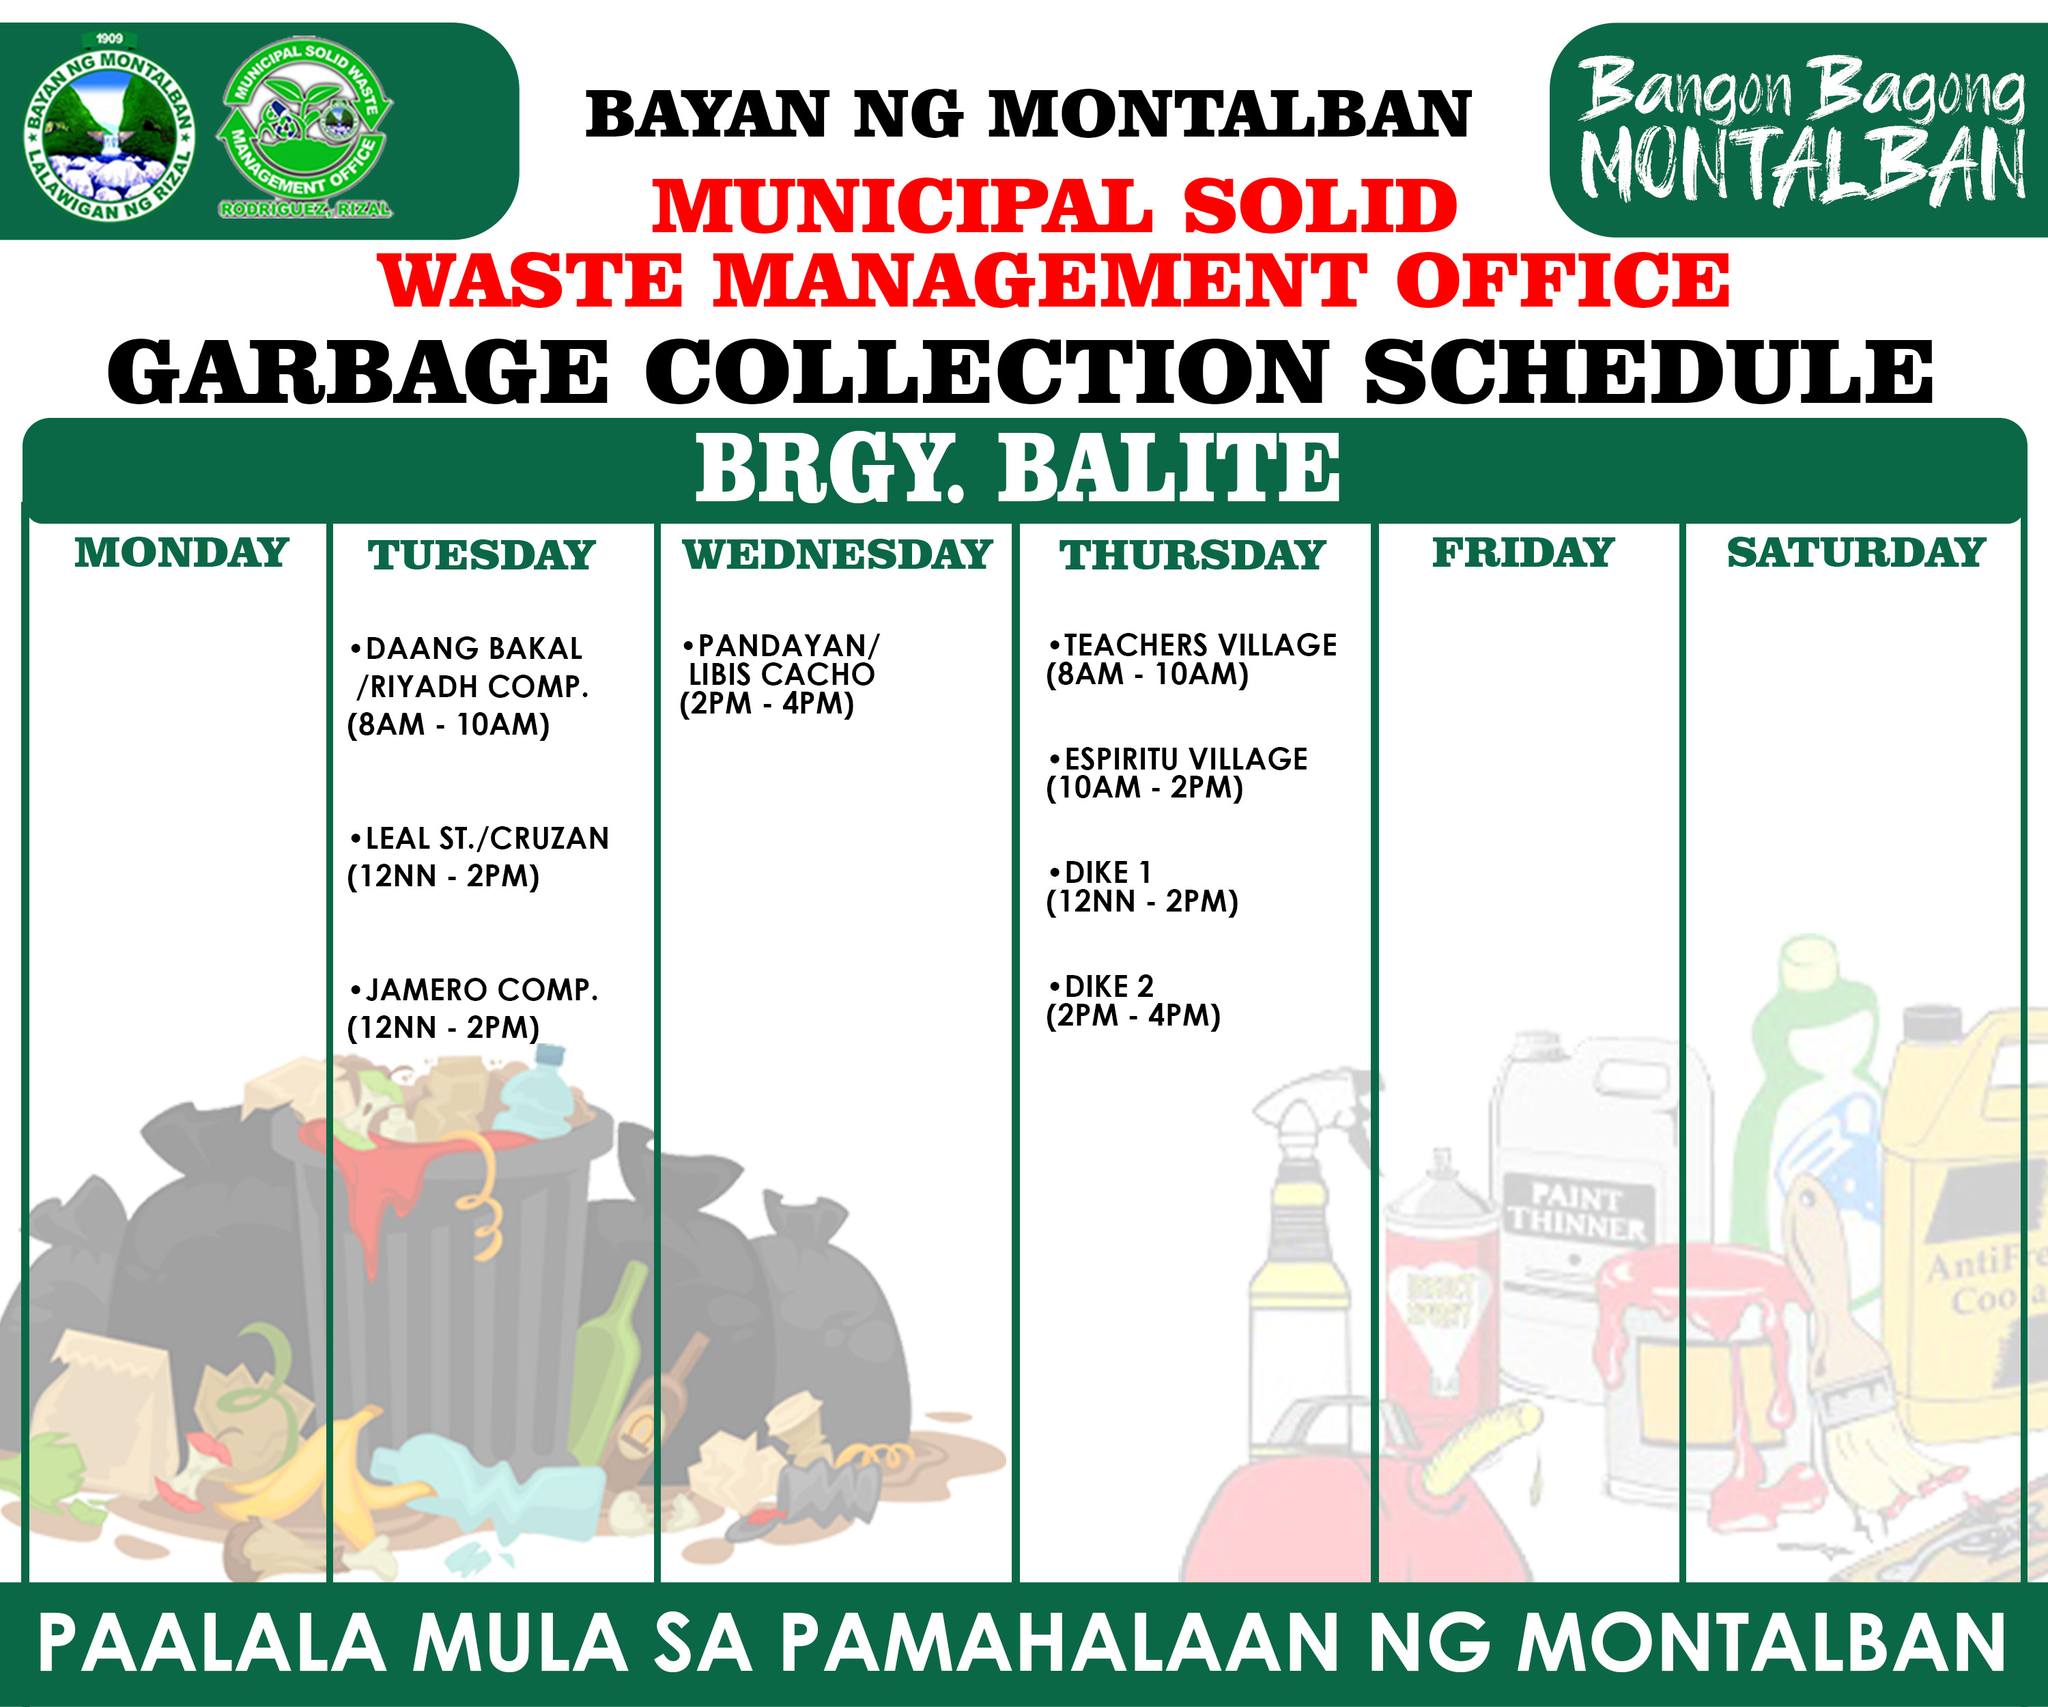 1909
BAYAN NG MONTALBAN
LALAWIGAN NG RIZAL
MUNICIPAL SOLID WASTE
MANAGEMENT OFFICE
RODRIGUEZ, RIZAL
BAYAN NG MONTALBAN
Bangon Bagong
MONTALBAN
MUNICIPAL SOLID
WASTE MANAGEMENT OFFICE
GARBAGE COLLECTION SCHEDULE
BRGY. BALITE
MONDAY
TUESDAY
•DAANG BAKAL
/RIYADH COMP.
(8AM - 10AM)
•LEAL ST./CRUZAN
(12NN - 2PM)
•JAMERO COMP.
(12NN - 2PM)
WEDNESDAY
•PANDAYAN/
LIBIS CACHO
(2PM - 4PM)
THURSDAY
•TEACHERS VILLAGE
(8AM - 10AM)
•ESPIRITU VILLAGE
(10AM - 2PM)
•DIKE 1
(12NN - 2PM)
•DIKE 2
(2PM - 4PM)
FRIDAY
SATURDAY
PAINT
THINNER
PAALALA MULA SA PAMAHALAAN NG MONTALBAN